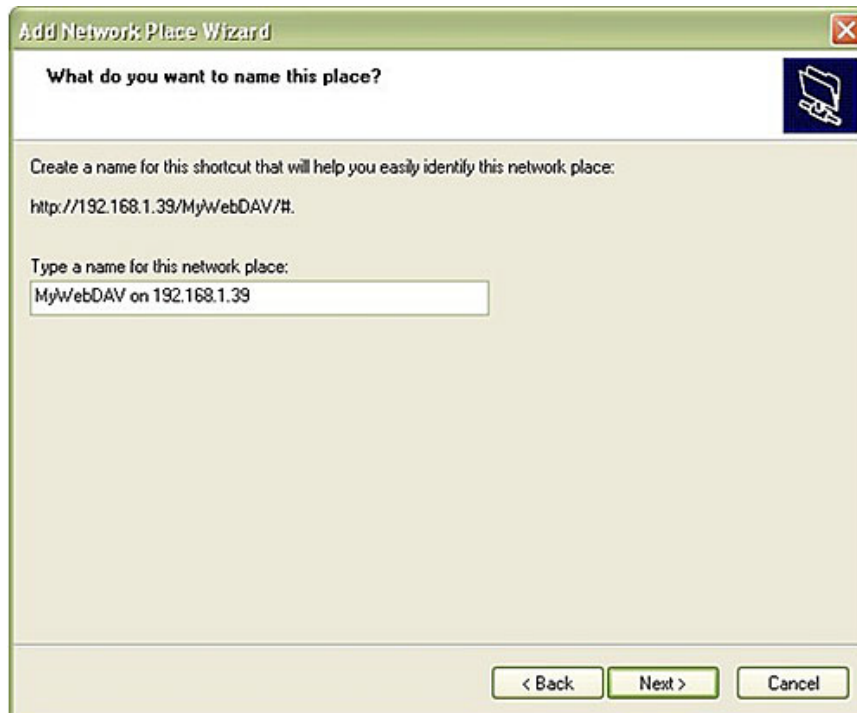 Add Network Place Wizard
What do you want to name this place?
Create a name for this shortcut that will help you easily identify this network place:
http://192.168.1.39/MyWebDAV/#.
Type a name for this network place:
MyWebDAV on 192.168.1.39
< Back Next > Cancel